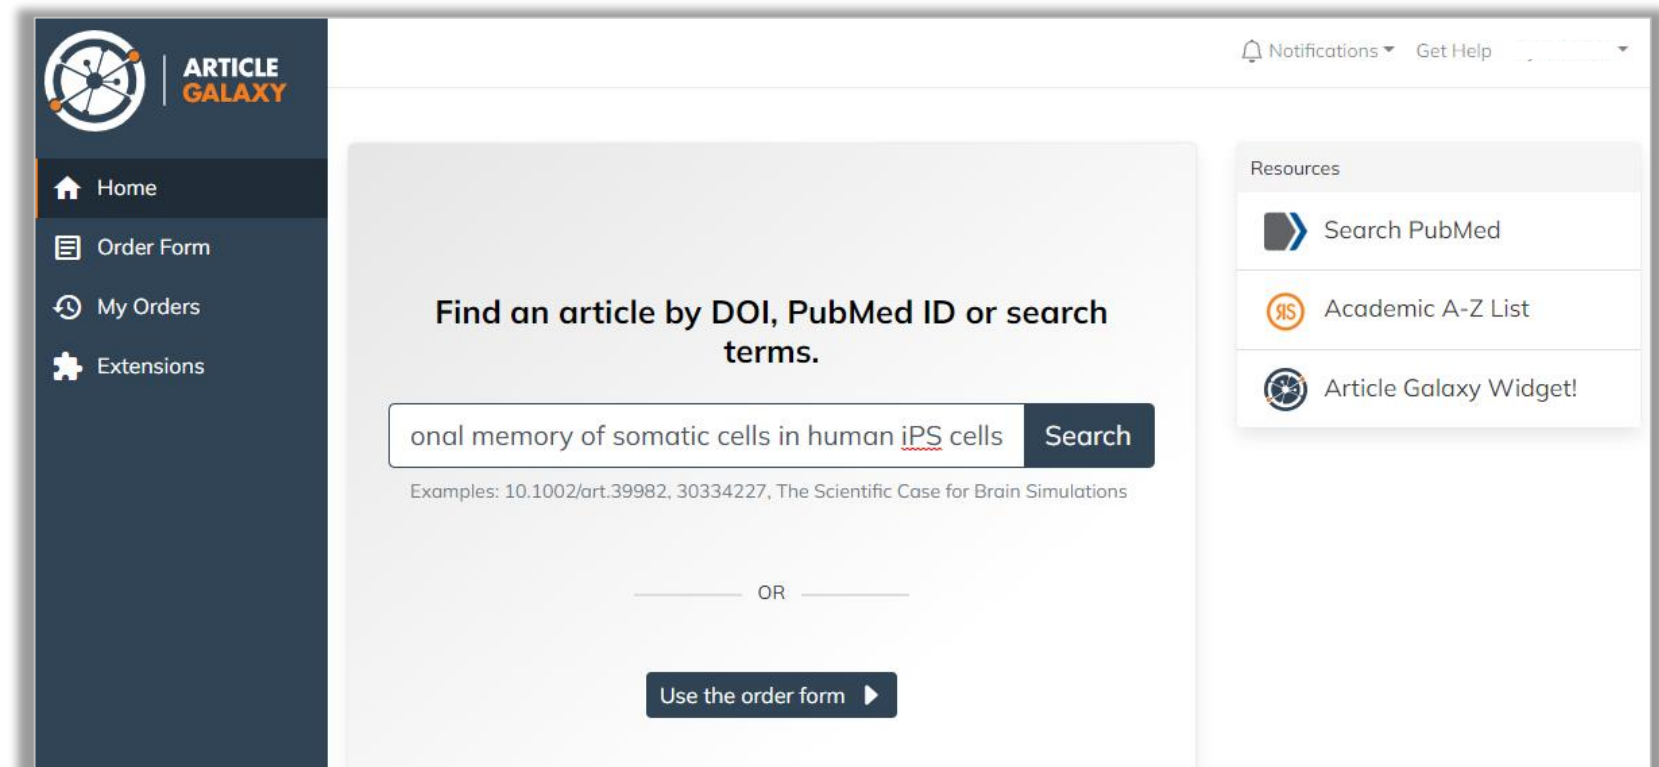 ARTICLE
GALAXY
Notifications Get Help
Home
Order Form
My Orders
Extensions
Find an article by DOI, PubMed ID or search
terms.
onal memory of somatic cells in human iPS cells
Search
Examples: 10.1002/art.39982, 30334227, The Scientific Case for Brain Simulations
OR
Use the order form
Resources
Search PubMed
Academic A-Z List
Article Galaxy Widget!